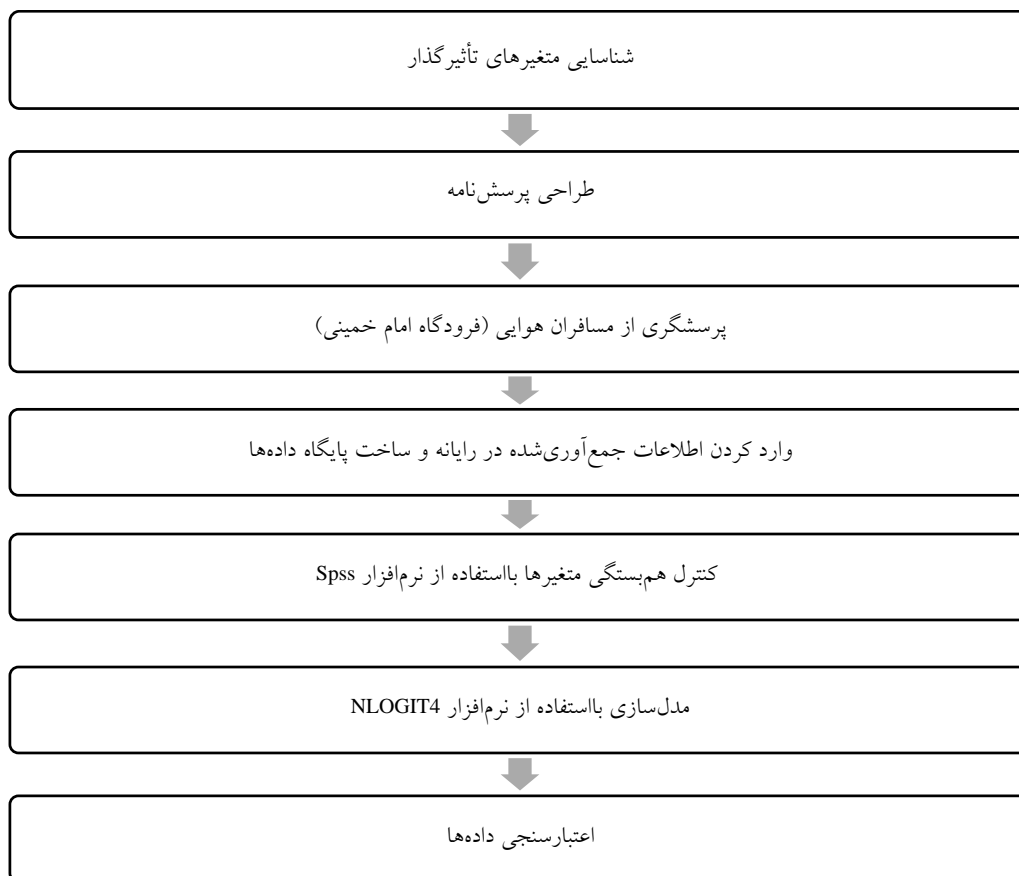 شناسایی متغیرهای تأثیرگذار
طراحی پرسش‌نامه
پرسشگری از مسافران هوایی (فرودگاه امام خمینی)
وارد کردن اطلاعات جمع‌آوری‌شده در رایانه و ساخت پایگاه داده‌ها
کنترل هم‌بستگی متغیرها بااستفاده از نرم‌افزار Spss
مدل‌سازی بااستفاده از نرم‌افزار NLOGIT4
اعتبارسنجی داده‌ها